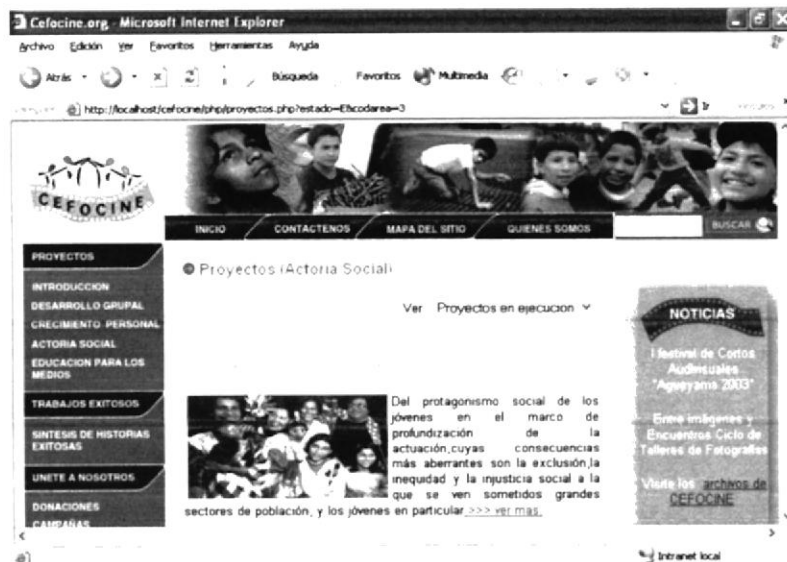 Cefocine.org - Microsoft Internet Explorer
Archivo Edición Ver Favoritos Herramientas Ayuda
Atrás Búsqueda Favoritos Multimedia
http://localhost/cefocine/php/proyectos.php?estado=E&codarea=3 Ir
CEFOCINE
INICIO CONTACTENOS MAPA DEL SITIO QUIENES SOMOS BUSCAR
PROYECTOS
INTRODUCCION
DESARROLLO GRUPAL
CRECIMIENTO PERSONAL
ACTORIA SOCIAL
EDUCACION PARA LOS
MEDIOS
TRABAJOS EXITOSOS
SINTESIS DE HISTORIAS
EXITOSAS
UNETE A NOSOTROS
DONACIONES
CAMPAÑAS
Proyectos (Actoria Social)
Ver Proyectos en ejecucion
Del protagonismo social de los
jóvenes en el marco de
profundización de la
actuación,cuyas consecuencias
más aberrantes son la exclusión,la
inequidad y la injusticia social a la
que se ven sometidos grandes
sectores de población, y los jóvenes en particular >>> ver mas.
NOTICIAS
I festival de Cortos
Audivisuales
"Agueyama 2003"
Entre imágenes y
Encuentros Ciclo de
Talleres de Fotografías
Visite los archivos de
CEFOCINE
Intranet local